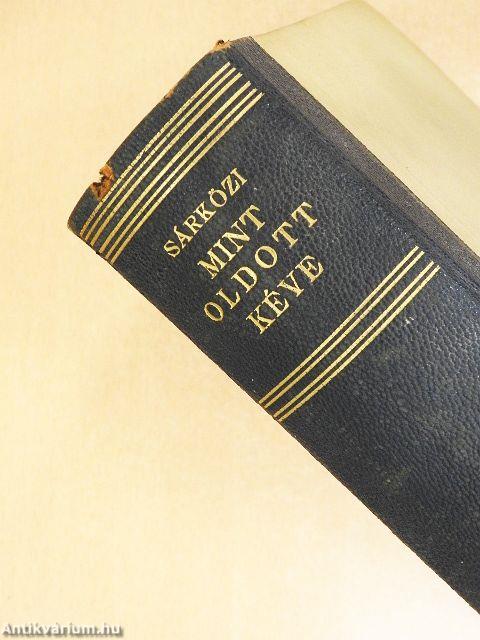 SÁRKÖZI
MINT
OLDOTT
KÉVE
Antikvárium.hu